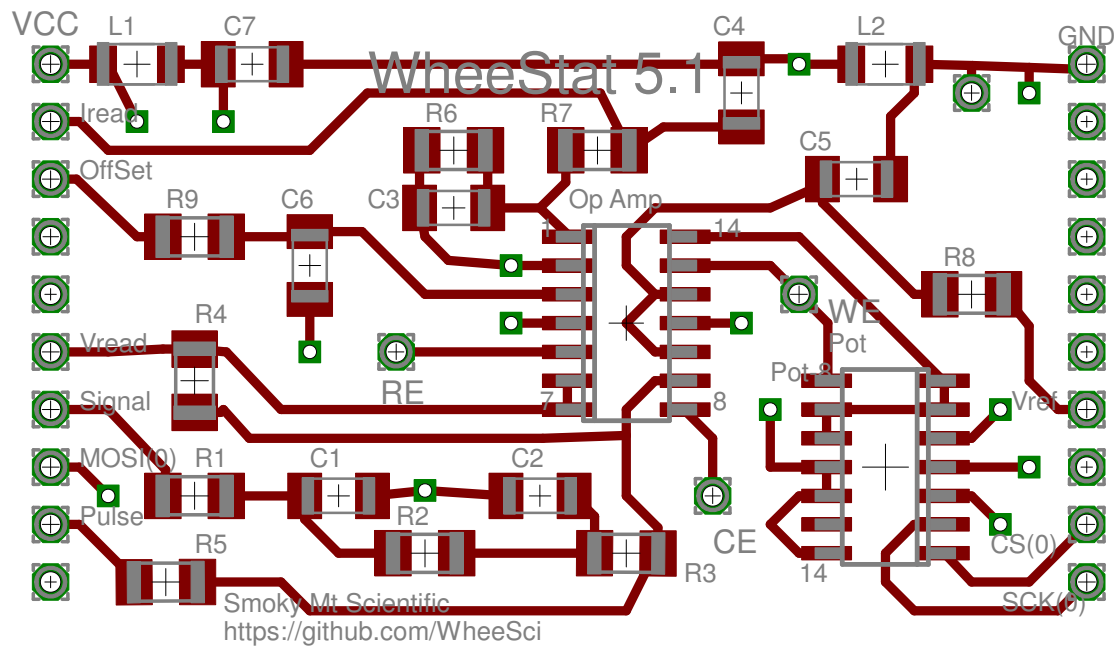 VCC
L1
C7
C4
L2
GND
WheeStat 5.1
Iread
R6
R7
OffSet
C5
R9
C6
C3
Op Amp
1
14
R8
R4
WE
Vread
Pot
Pot 8
RE
7
8
Signal
Vref
MOSI(0)
R1
C1
C2
Pulse
R2
CE
CS(0)
R5
R3
14
Smoky Mt Scientific
SCK(0)
https://github.com/WheeSci